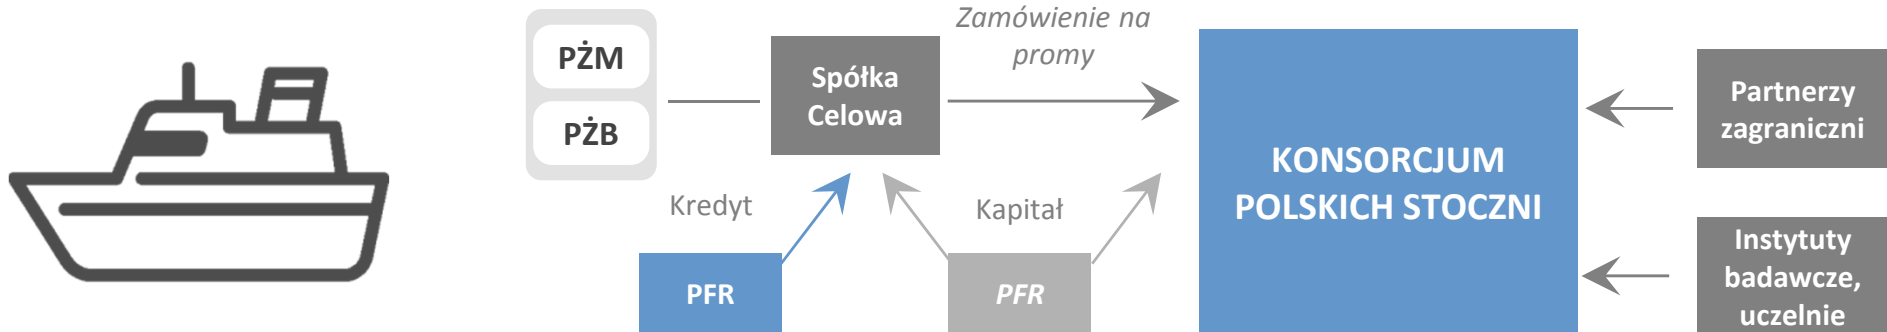 PŻM
PŻB
Spółka
Celowa
Zamówienie na
promy
Kredyt
Kapitał
PFR
PFR
KONSORCJUM
POLSKICH STOCZNI
Partnerzy
zagraniczni
Instytuty
badawcze,
uczelnie